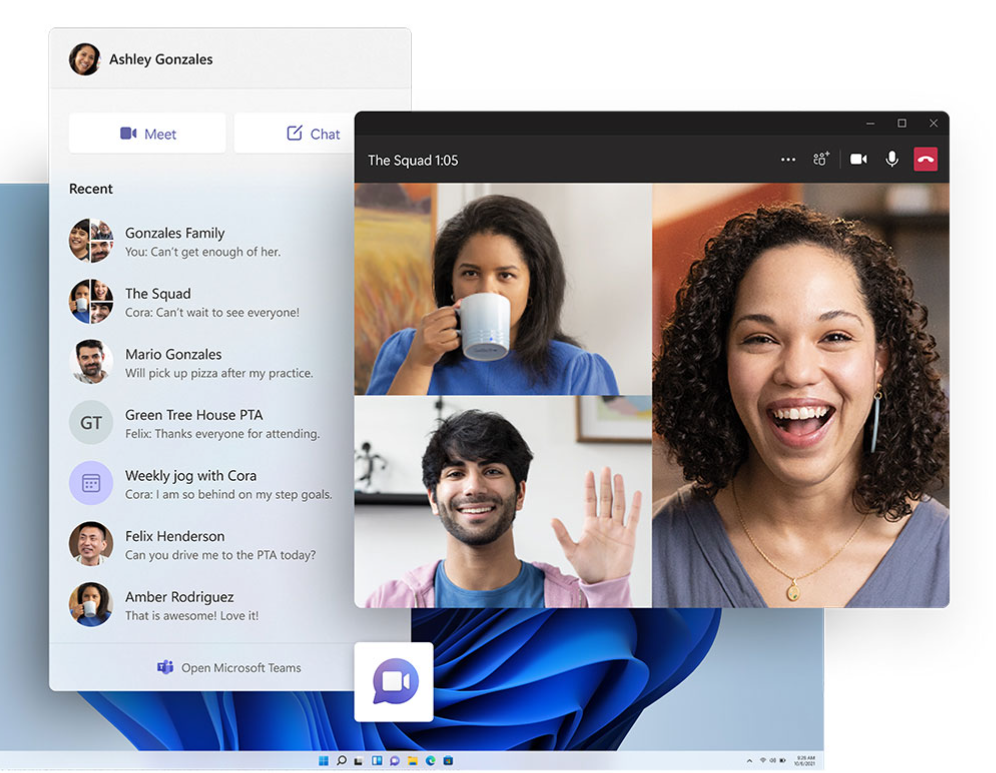 Ashley Gonzales
Meet
Chat
Recent
Gonzales Family
You: Can't get enough of her.
The Squad
Cora: Can't wait to see everyone!
Mario Gonzales
Will pick up pizza after my practice.
GT
Green Tree House PTA
Felix: Thanks everyone for attending.
Weekly jog with Cora
Cora: I am so behind on my step goals.
Felix Henderson
Can you drive me to the PTA today?
Amber Rodriguez
That is awesome! Love it!
Open Microsoft Teams
The Squad 1:05